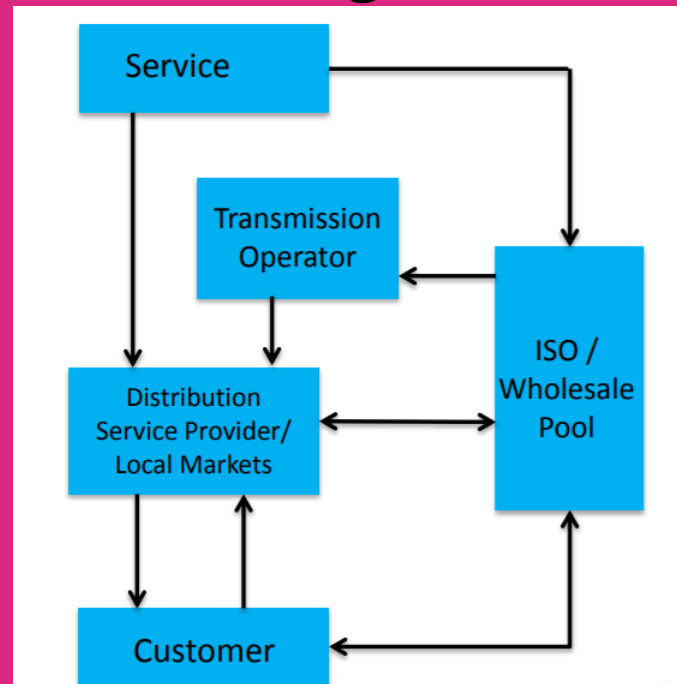 Service
Transmission
Operator
ISO /
Wholesale
Pool
Distribution
Service Provider/
Local Markets
Customer